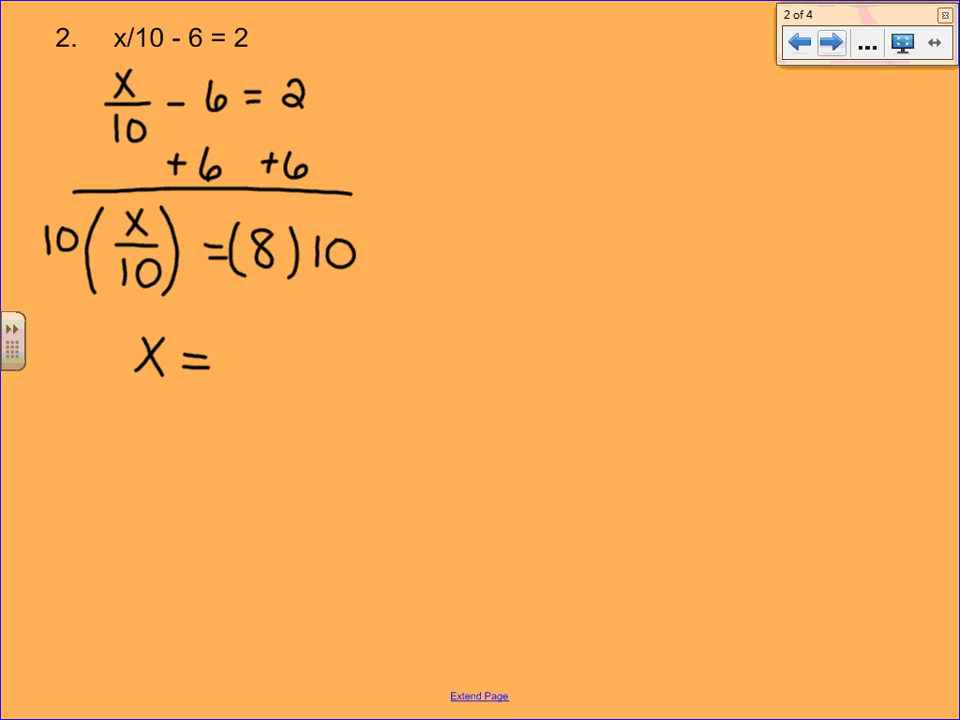 2 of 4
2. x/10 - 6 = 2
x/10 - 6 = 2
+6 +6
10(x/10) = (8)10
x =
Extend Page